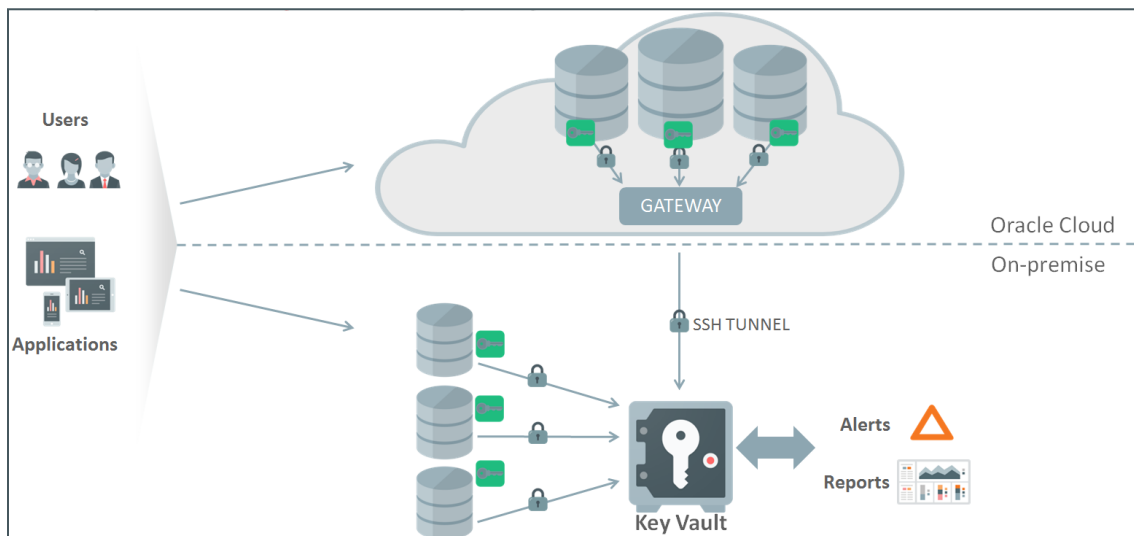 Users
Applications
GATEWAY
Oracle Cloud
On-premise
SSH TUNNEL
Key Vault
Alerts
Reports